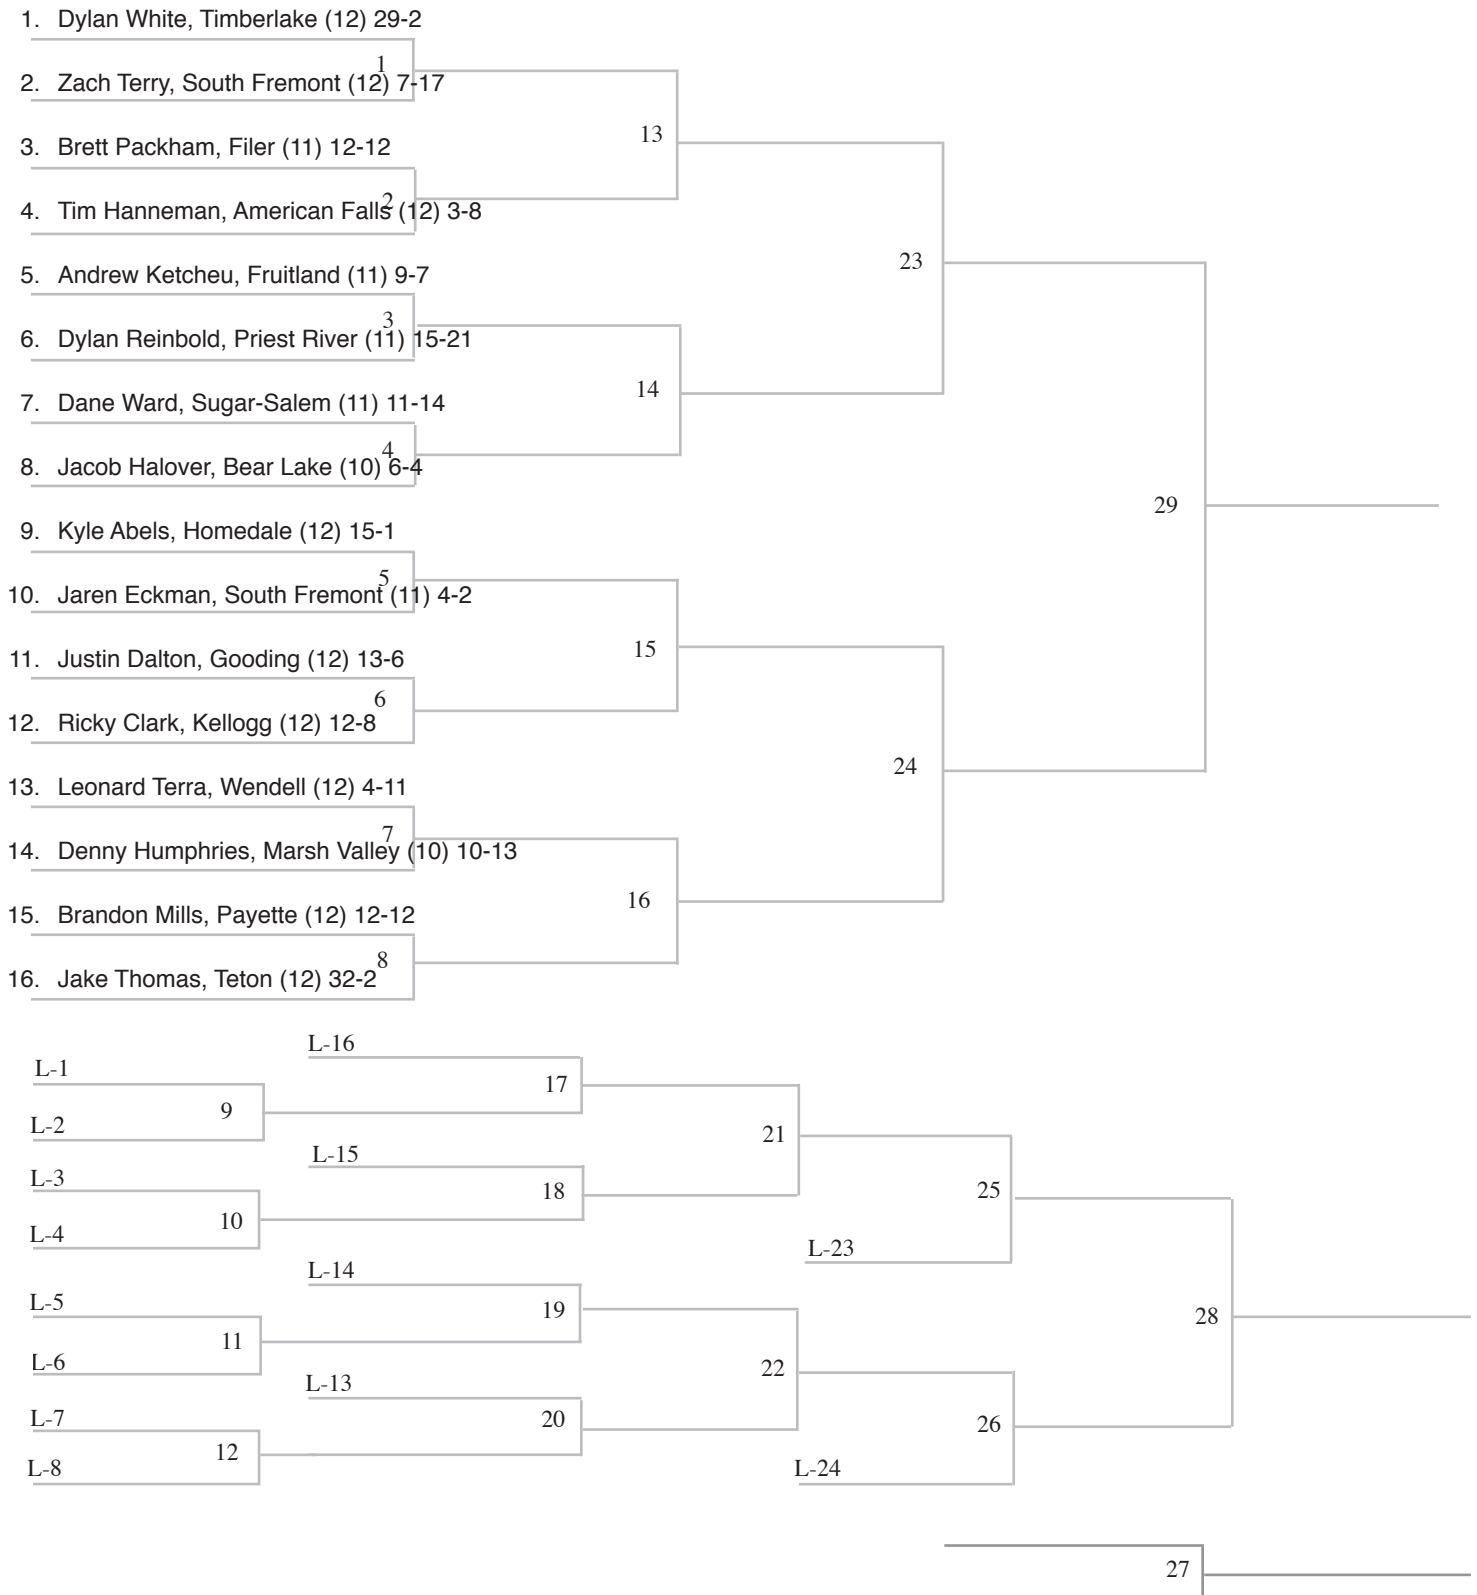 1. Dylan White, Timberlake (12) 29-2
1
2. Zach Terry, South Fremont (12) 7-17
13
3. Brett Packham, Filer (11) 12-12
2
4. Tim Hanneman, American Falls (12) 3-8
23
5. Andrew Ketcheu, Fruitland (11) 9-7
3
6. Dylan Reinbold, Priest River (11) 15-21
14
7. Dane Ward, Sugar-Salem (11) 11-14
4
8. Jacob Halover, Bear Lake (10) 6-4
29
9. Kyle Abels, Homedale (12) 15-1
5
10. Jaren Eckman, South Fremont (11) 4-2
15
11. Justin Dalton, Gooding (12) 13-6
6
12. Ricky Clark, Kellogg (12) 12-8
24
13. Leonard Terra, Wendell (12) 4-11
7
14. Denny Humphries, Marsh Valley (10) 10-13
16
15. Brandon Mills, Payette (12) 12-12
8
16. Jake Thomas, Teton (12) 32-2
L-16
L-1
17
9
L-2
21
L-15
L-3
18
25
10
L-4
L-23
L-14
L-5
19
28
11
L-6
22
L-13
L-7
20
26
12
L-8
L-24
27